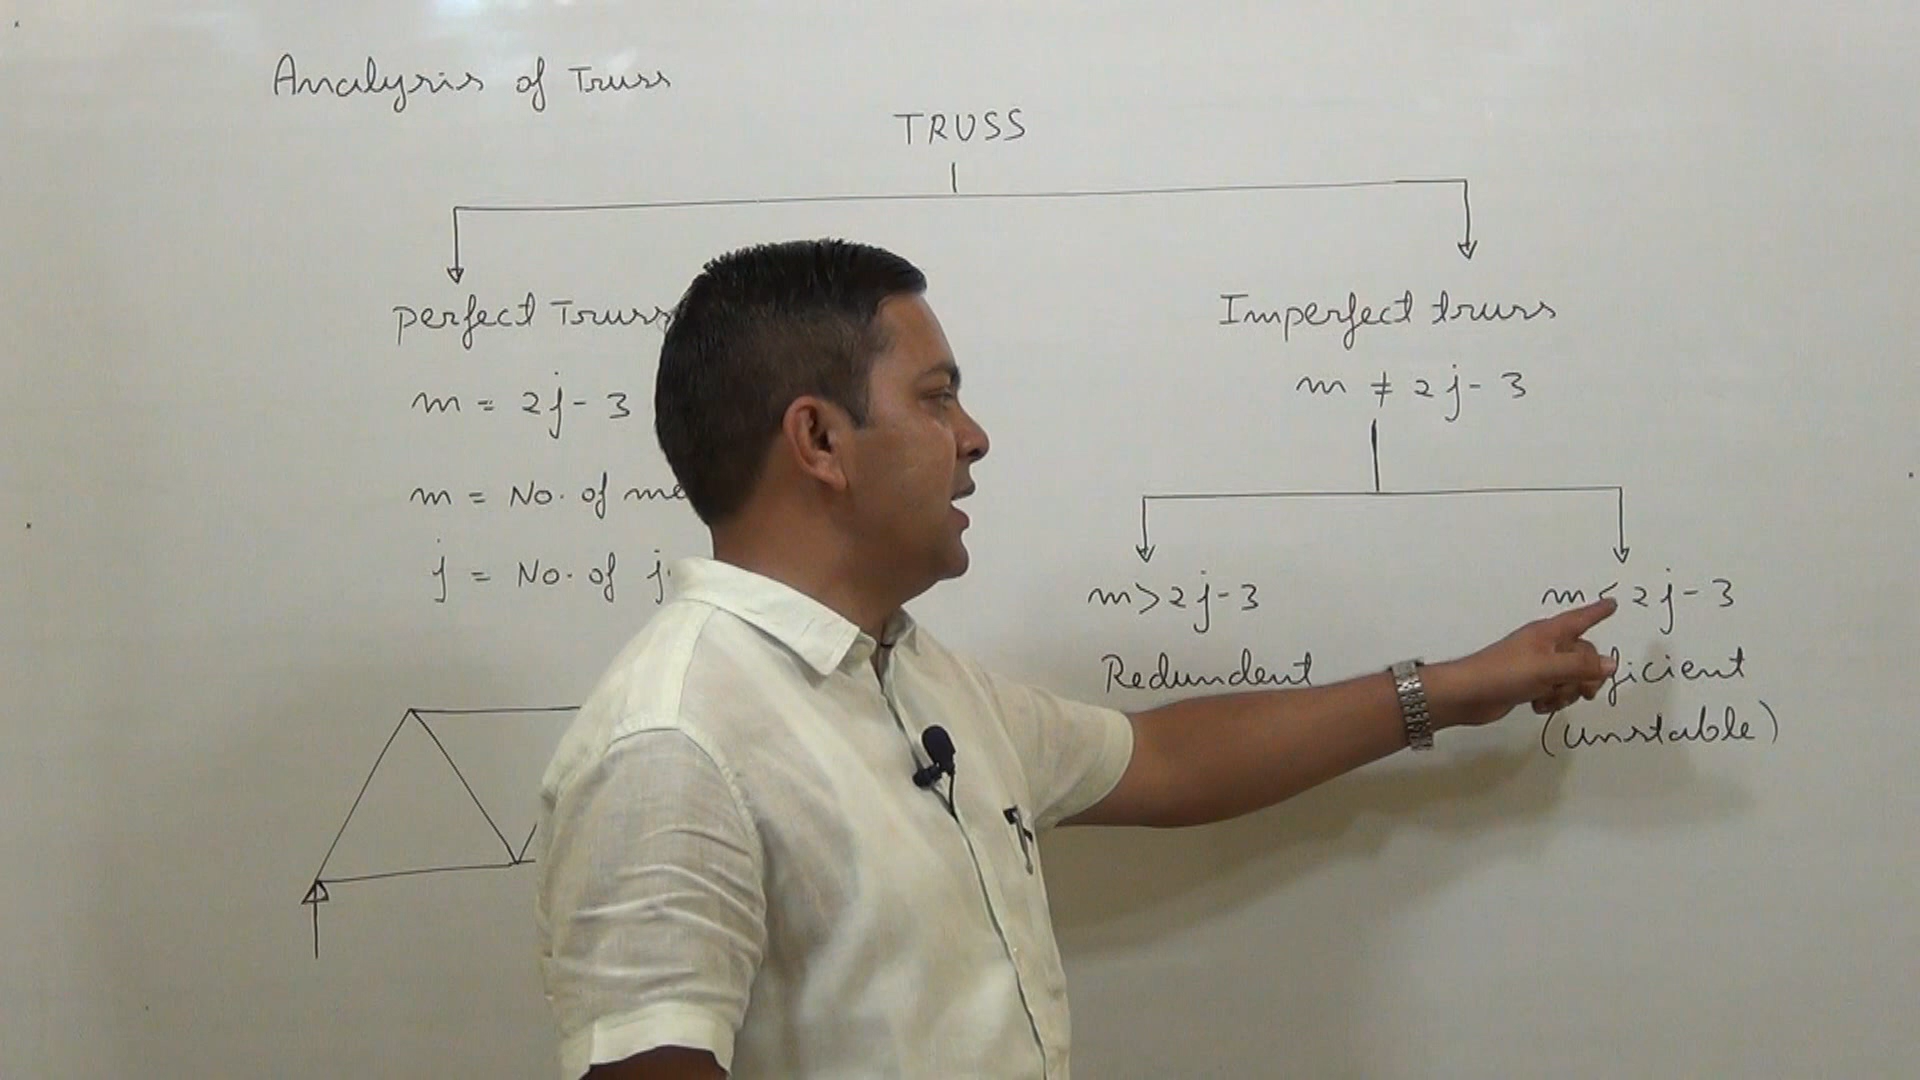 Analysis of Truss
TRUSS
perfect Truss
m = 2j - 3
m = No. of
j = No. of
Imperfect truss
m ≠ 2j - 3
m > 2j - 3
Redundent
m < 2j - 3
ficient
(unstable)